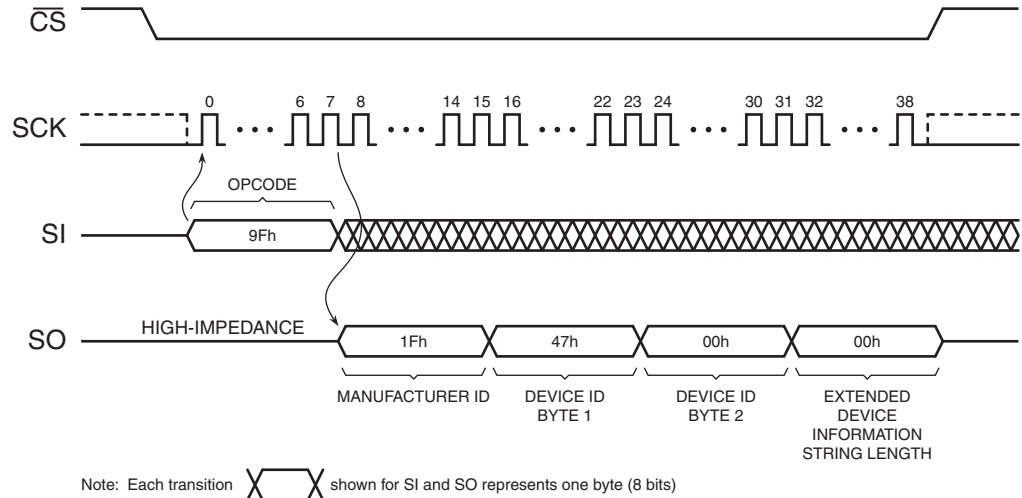 CS
SCK
0 6 7 8 14 15 16 22 23 24 30 31 32 38
OPCODE
SI
9Fh
HIGH-IMPEDANCE
SO
1Fh 47h 00h 00h
MANUFACTURER ID
DEVICE ID
BYTE 1
DEVICE ID
BYTE 2
EXTENDED
DEVICE
INFORMATION
STRING LENGTH
Note: Each transition shown for SI and SO represents one byte (8 bits)